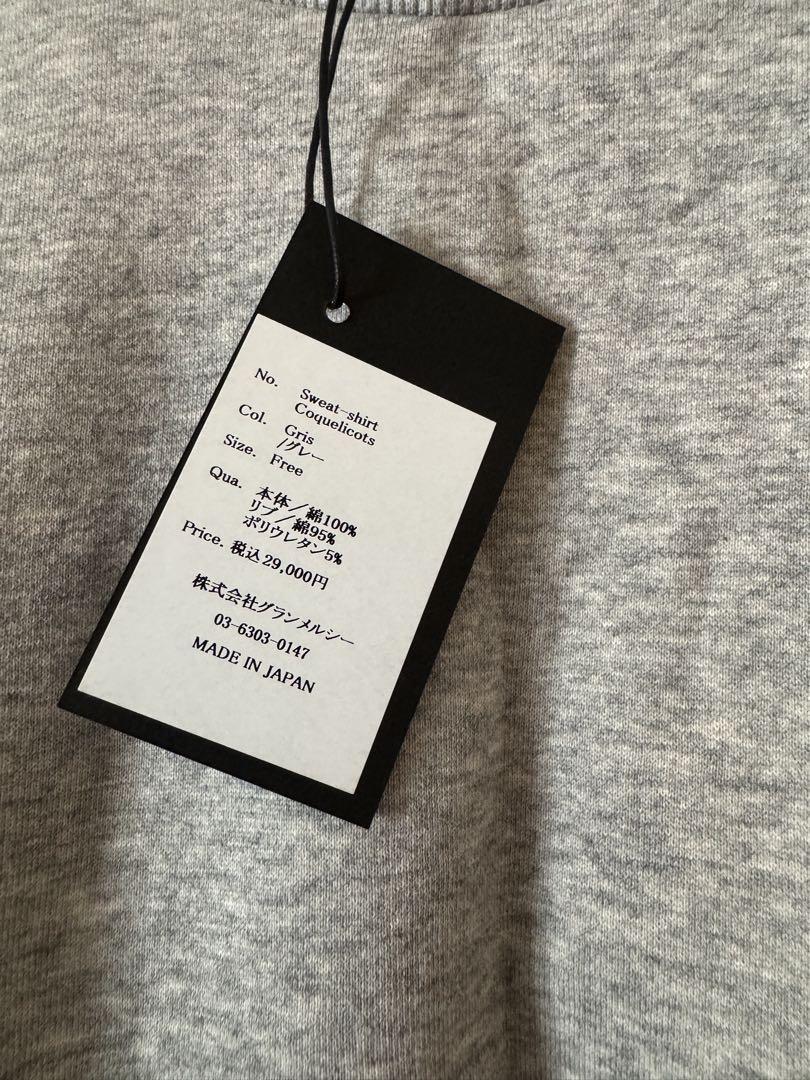 No. Sweat-shirt
Coquelicots
Col. Gris
/グレー
Size. Free
Qua. 本体/綿100%
リブ/綿95%
ポリウレタン5%
Price. 税込29,000円
株式会社グランメルシー
03-6303-0147
MADE IN JAPAN